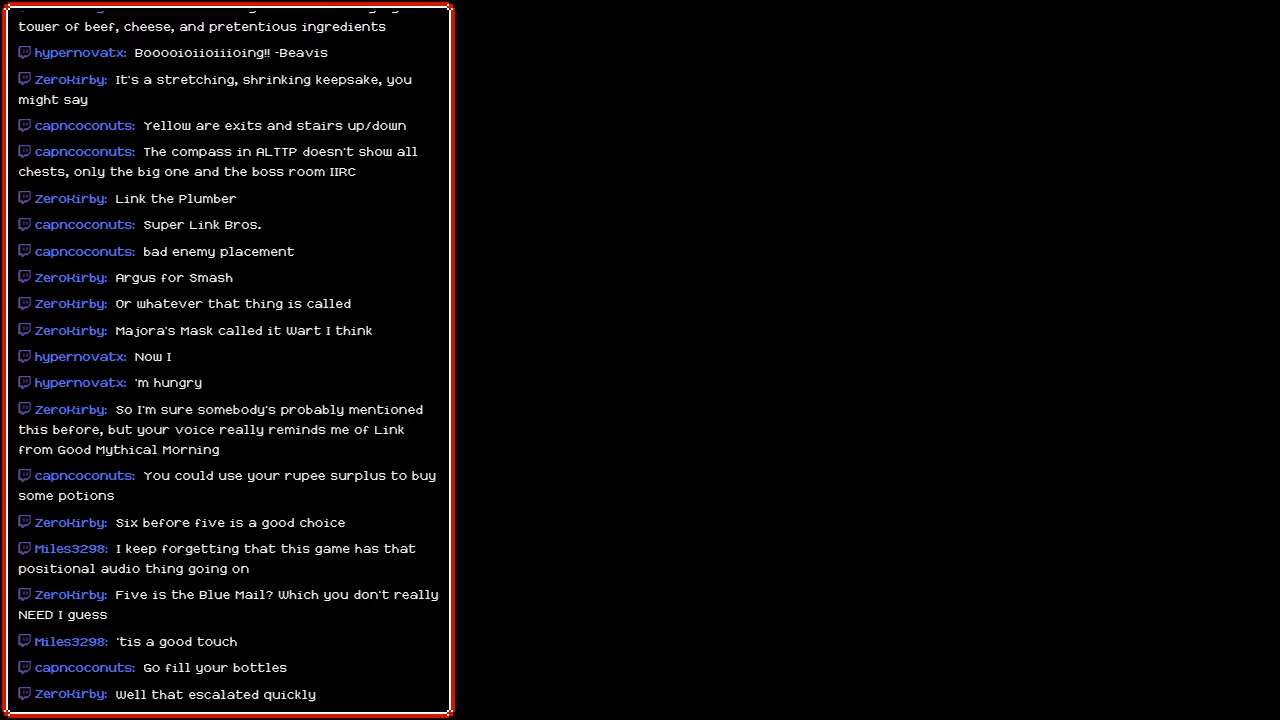 tower of beef, cheese, and pretentious ingredients
hypernovatx: Booooioiioiiioing!! -Beavis
ZeroKirby: It's a stretching, shrinking keepsake, you
might say
capncoconuts: Yellow are exits and stairs up/down
capncoconuts: The compass in ALTTP doesn't show all
chests, only the big one and the boss room IIRC
ZeroKirby: Link the Plumber
capncoconuts: Super Link Bros.
capncoconuts: bad enemy placement
ZeroKirby: Argus for Smash
ZeroKirby: Or whatever that thing is called
ZeroKirby: Majora's Mask called it Wart I think
hypernovatx: Now I
hypernovatx: 'm hungry
ZeroKirby: So I'm sure somebody's probably mentioned
this before, but your voice really reminds me of Link
from Good Mythical Morning
capncoconuts: You could use your rupee surplus to buy
some potions
ZeroKirby: Six before five is a good choice
Miles3298: I keep forgetting that this game has that
positional audio thing going on
ZeroKirby: Five is the Blue Mail? Which you don't really
NEED I guess
Miles3298: 'tis a good touch
capncoconuts: Go fill your bottles
ZeroKirby: Well that escalated quickly